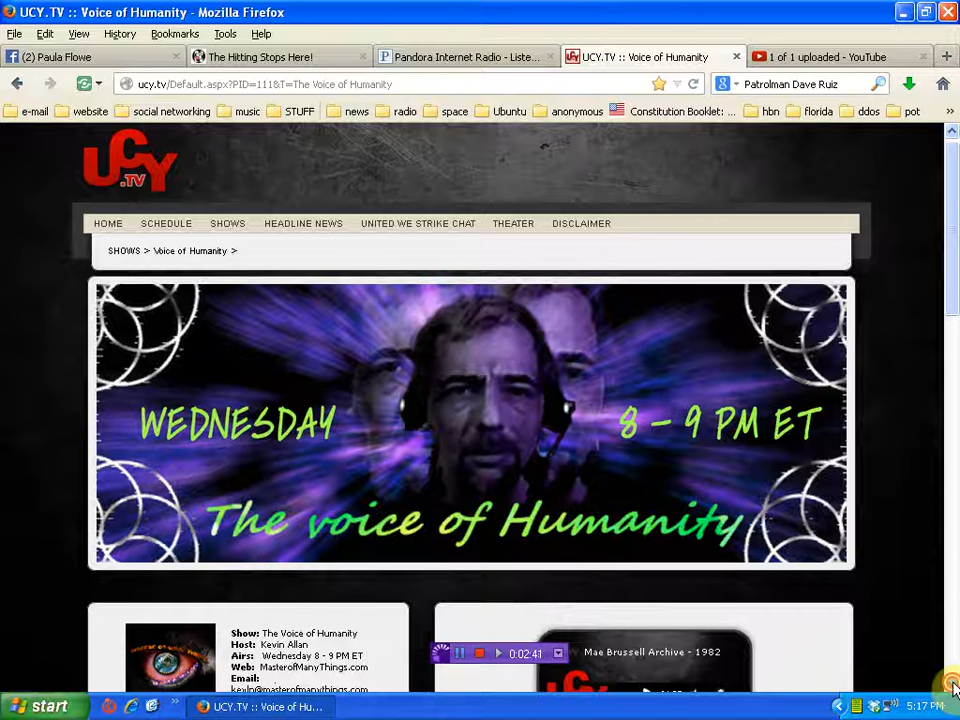 UCY.TV :: Voice of Humanity - Mozilla Firefox
File Edit View History Bookmarks Tools Help
(2) Paula Flowe
The Hitting Stops Here!
Pandora Internet Radio - Liste...
UCY.TV :: Voice of Humanity
1 of 1 uploaded - YouTube
ucy.tv/Default.aspx?PID=111&T=The Voice of Humanity
Patrolman Dave Ruiz
e-mail website social networking music STUFF news radio space Ubuntu anonymous Constitution Booklet: ... hbn florida ddos pot
UCY
.TV
HOME SCHEDULE SHOWS HEADLINE NEWS UNITED WE STRIKE CHAT THEATER DISCLAIMER
SHOWS > Voice of Humanity >
WEDNESDAY 8 - 9 PM ET
The voice of Humanity
Show: The Voice of Humanity
Host: Kevin Allan
Airs: Wednesday 8 - 9 PM ET
Web: MasterofManyThings.com
Email:
kevin@masterofmanythings.com
0:02:41
Mae Brussell Archive - 1982
start
UCY.TV :: Voice of Hu...
5:17 PM